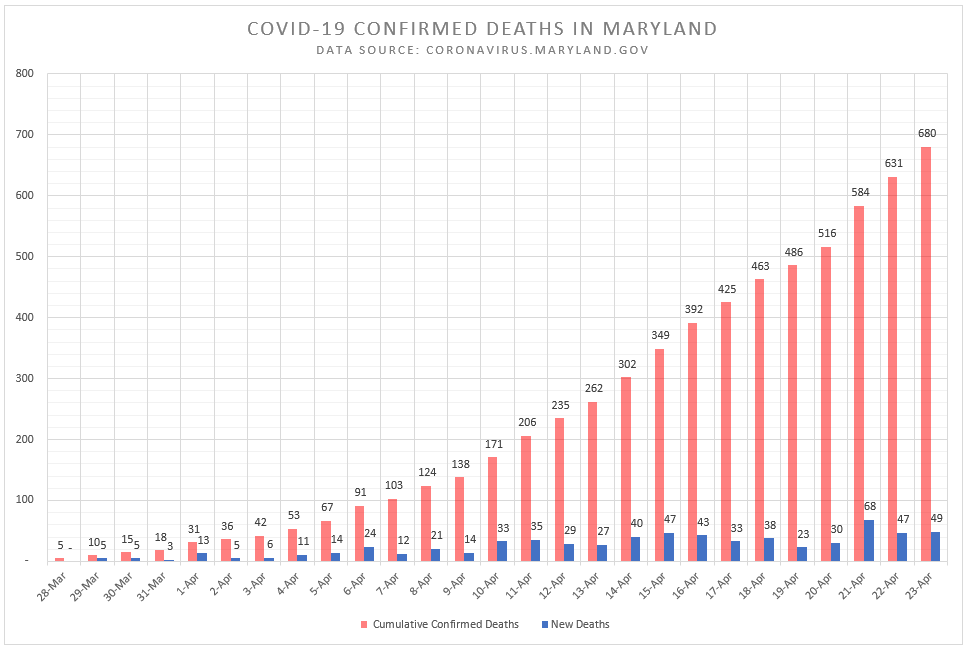 COVID-19 CONFIRMED DEATHS IN MARYLAND
DATA SOURCE: CORONAVIRUS.MARYLAND.GOV
800
700
600
500
400
300
200
100
-
5 10 15 18 31 36 42 53 67 91 103 124 138 171 206 235 262 302 349 392 425 463 486 516 584 631 680
- 5 5 3 13 5 6 11 14 24 12 21 14 33 35 29 27 40 47 43 33 38 23 30 68 47 49
28-Mar 29-Mar 30-Mar 31-Mar 1-Apr 2-Apr 3-Apr 4-Apr 5-Apr 6-Apr 7-Apr 8-Apr 9-Apr 10-Apr 11-Apr 12-Apr 13-Apr 14-Apr 15-Apr 16-Apr 17-Apr 18-Apr 19-Apr 20-Apr 21-Apr 22-Apr 23-Apr
Cumulative Confirmed Deaths New Deaths